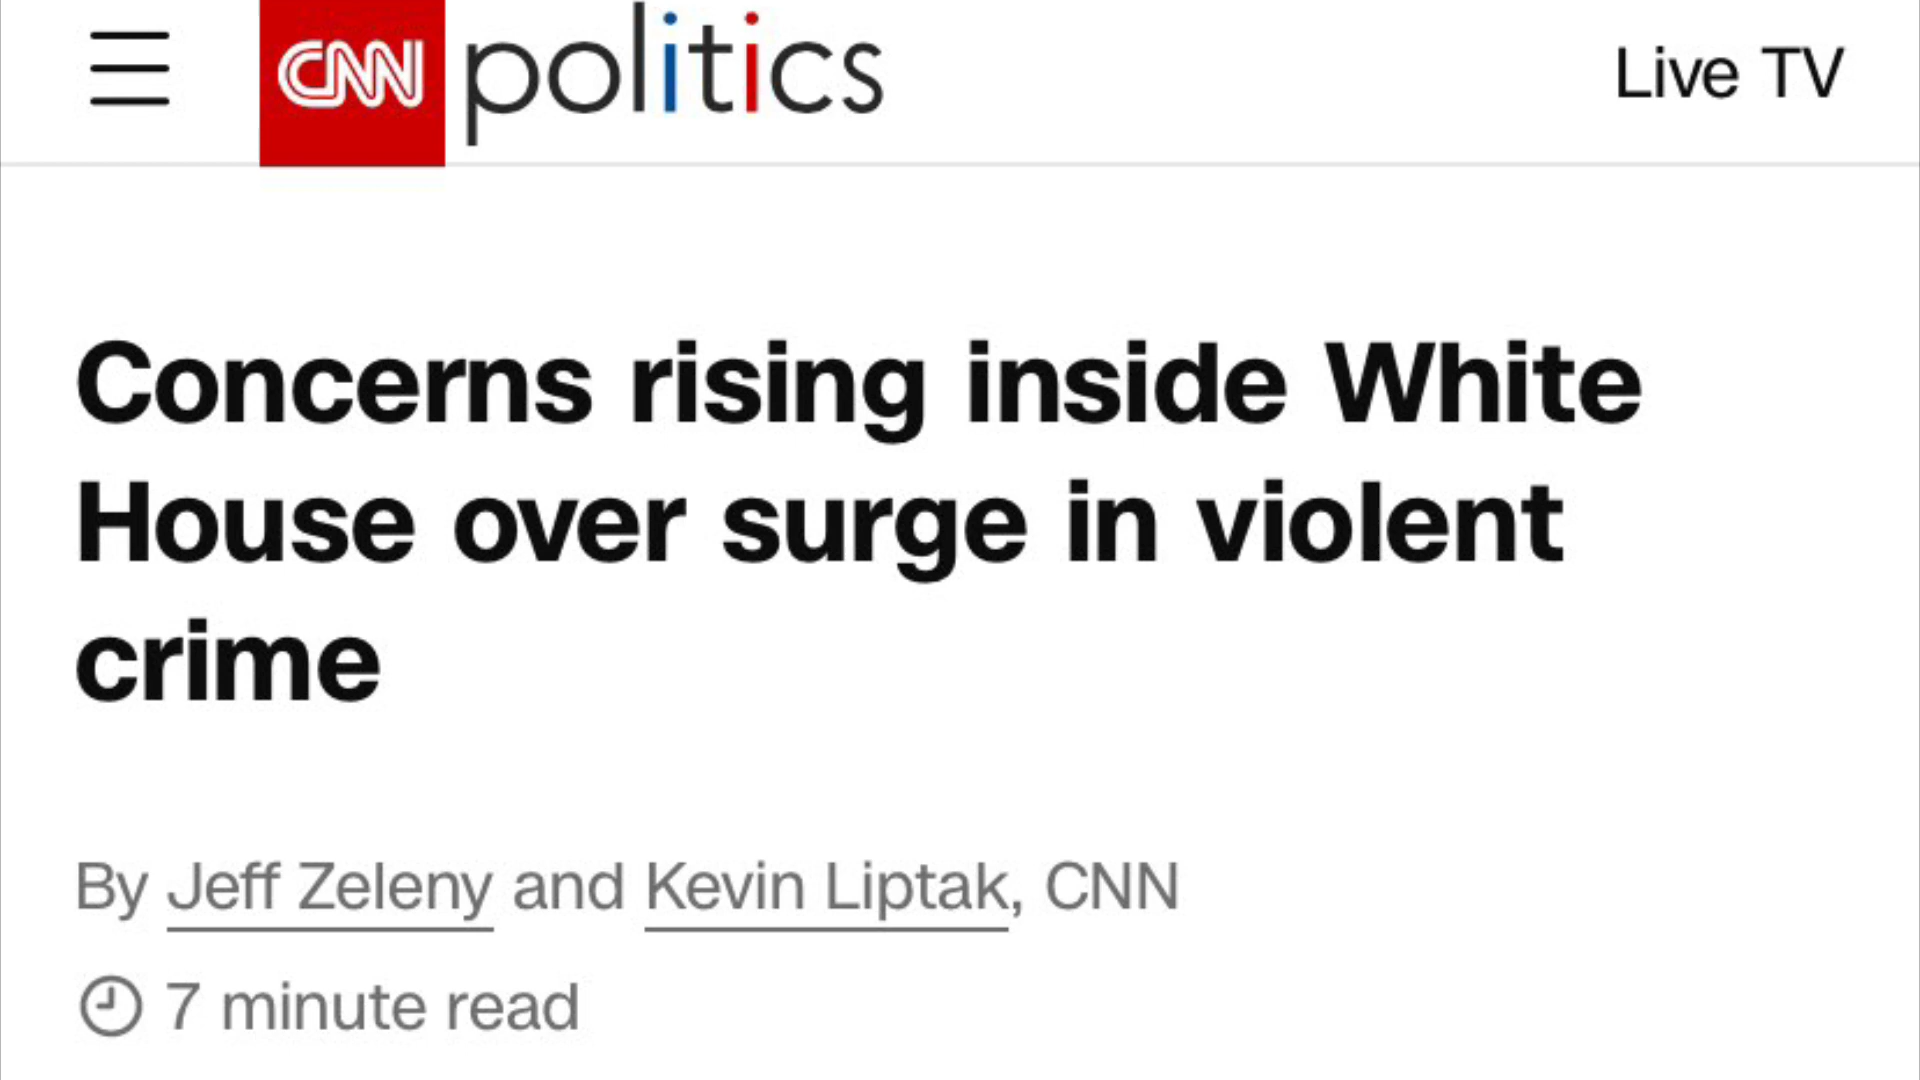 CNN politics Live TV
Concerns rising inside White
House over surge in violent
crime
By Jeff Zeleny and Kevin Liptak, CNN
7 minute read